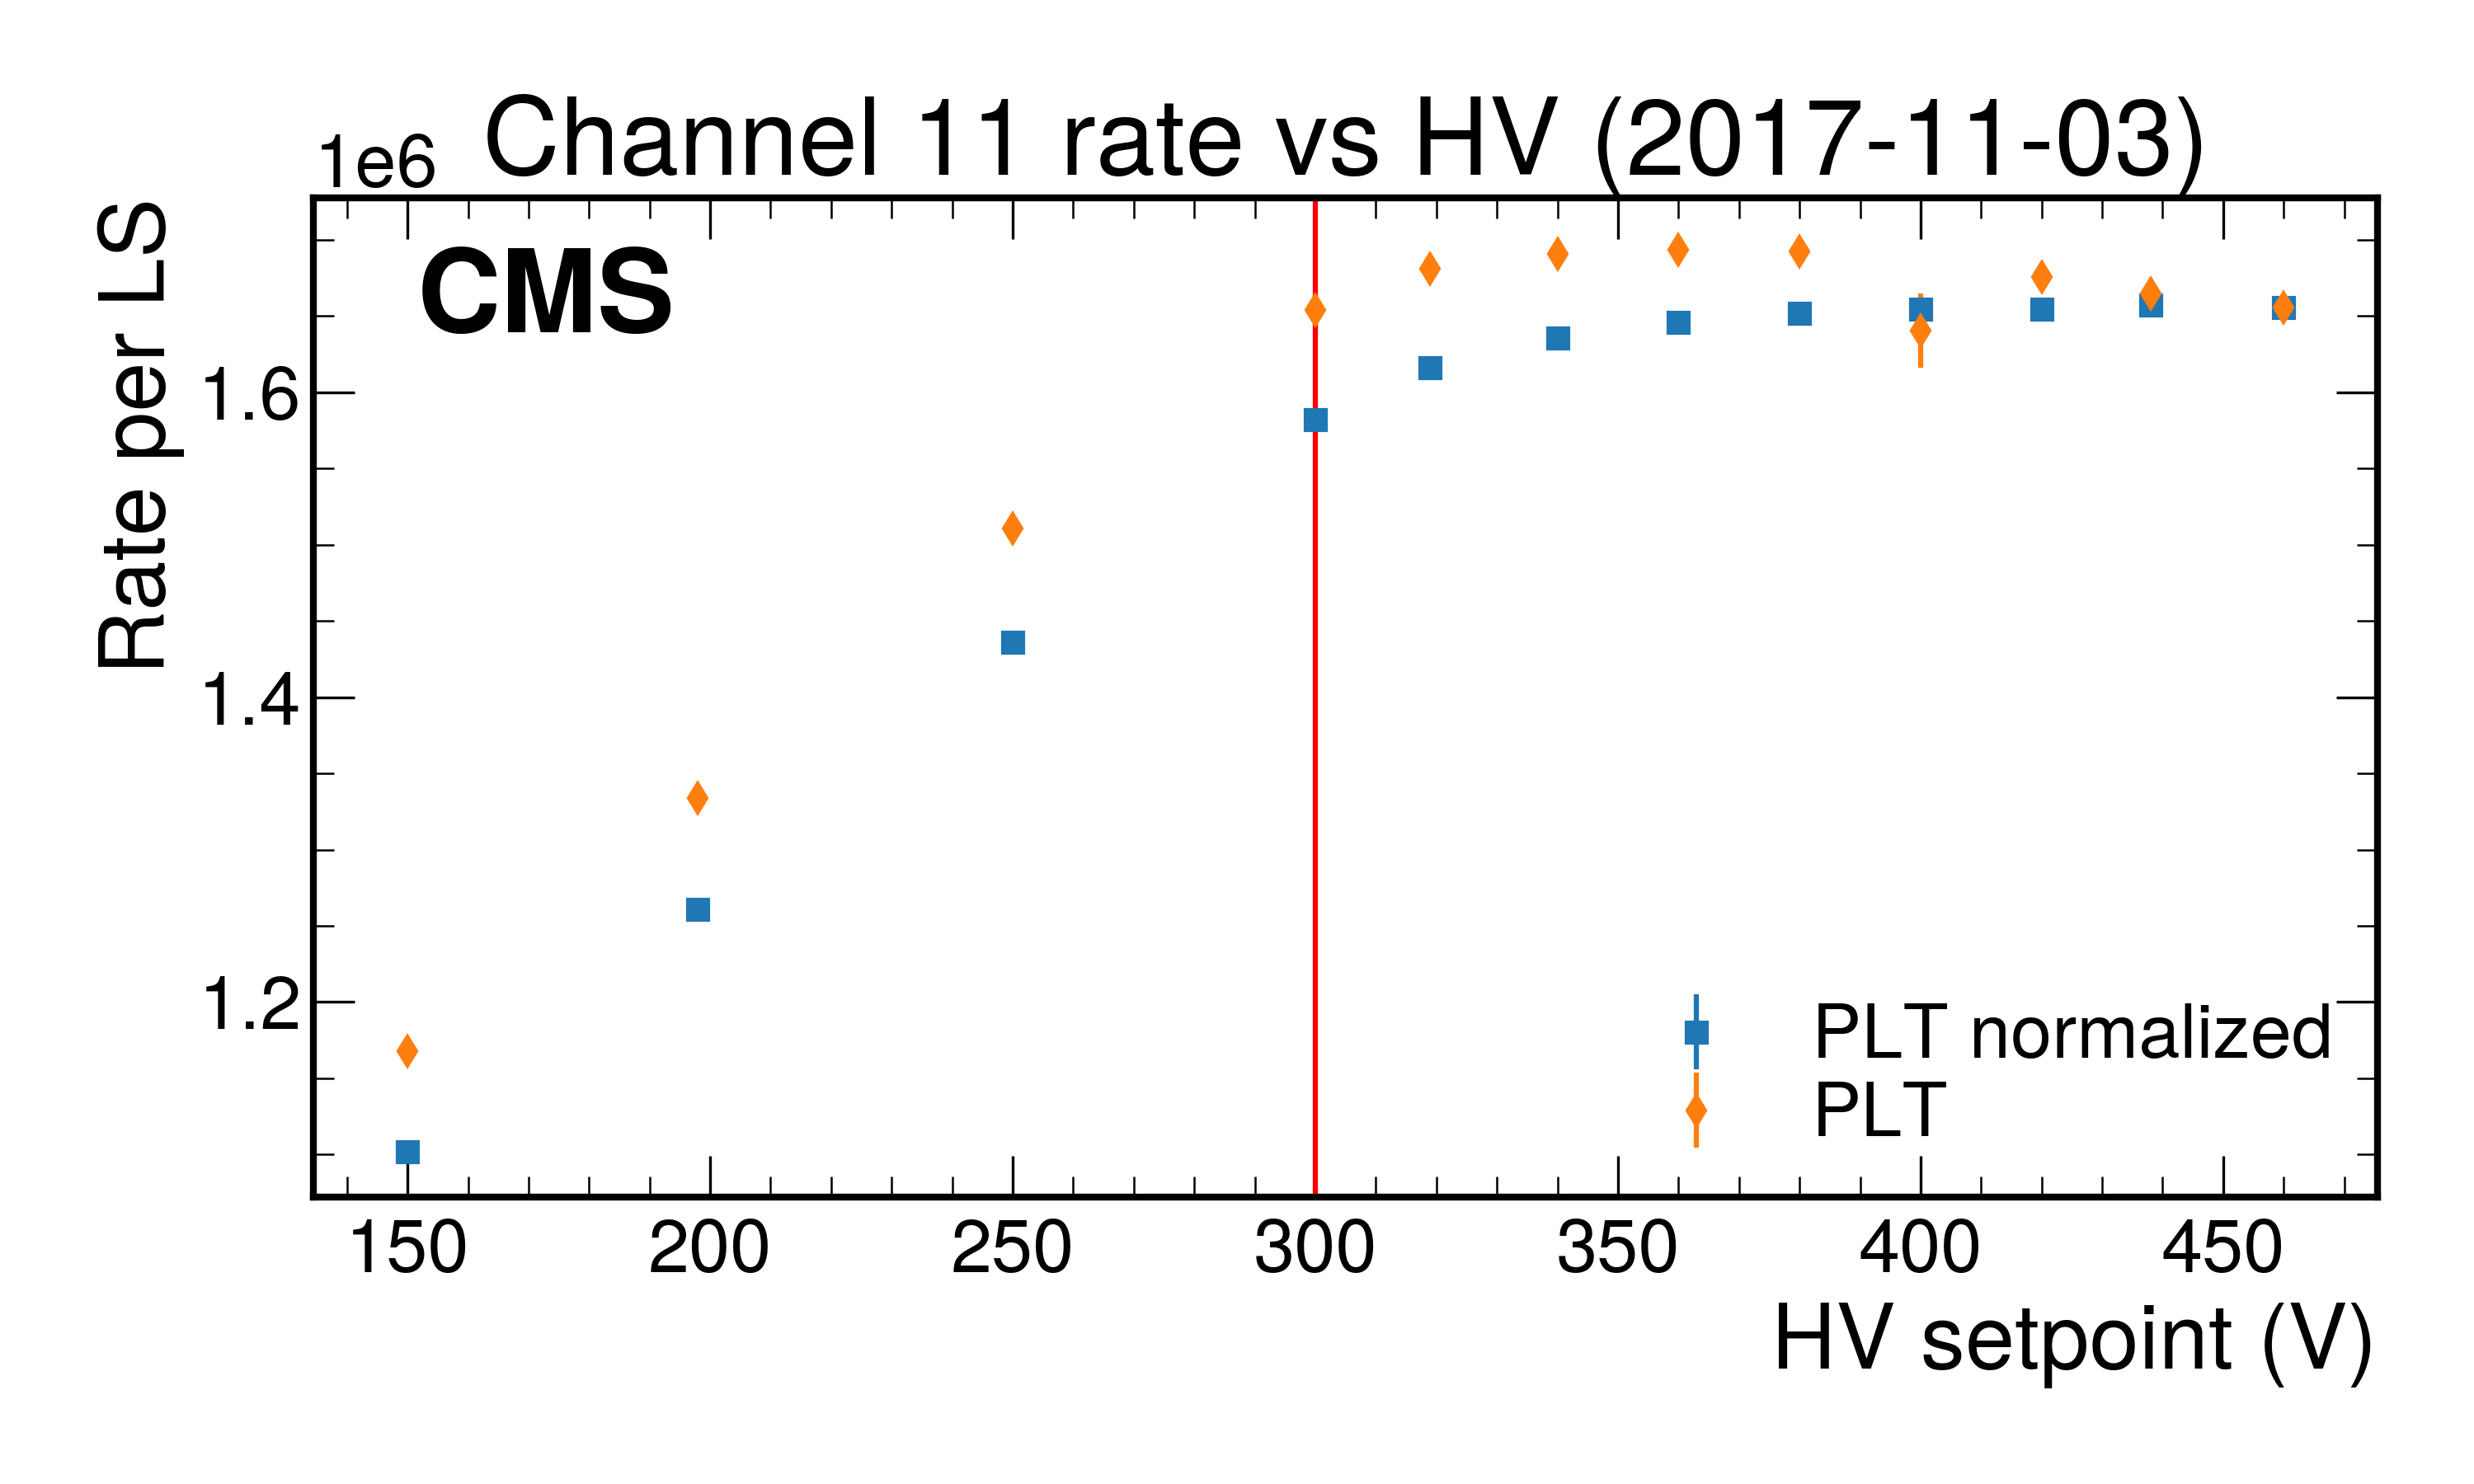 Channel 11 rate vs HV (2017-11-03)
1e6
CMS
Rate per LS
1.6
1.4
1.2
PLT normalized
PLT
150 200 250 300 350 400 450
HV setpoint (V)